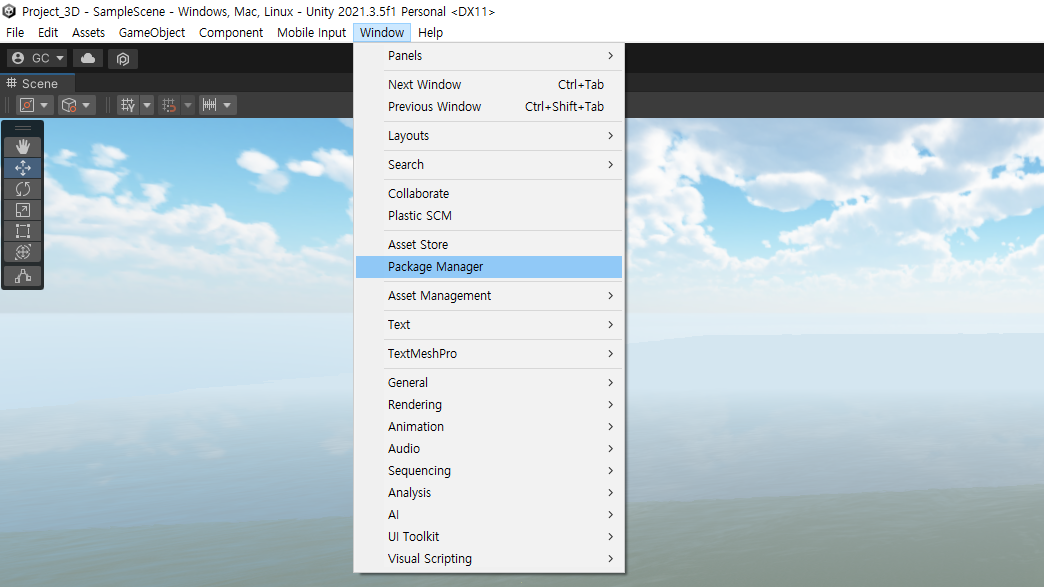 Project_3D - SampleScene - Windows, Mac, Linux - Unity 2021.3.5f1 Personal <DX11>
File Edit Assets GameObject Component Mobile Input Window Help
GC
Scene
Panels
Next Window Ctrl+Tab
Previous Window Ctrl+Shift+Tab
Layouts
Search
Collaborate
Plastic SCM
Asset Store
Package Manager
Asset Management
Text
TextMeshPro
General
Rendering
Animation
Audio
Sequencing
Analysis
AI
UI Toolkit
Visual Scripting